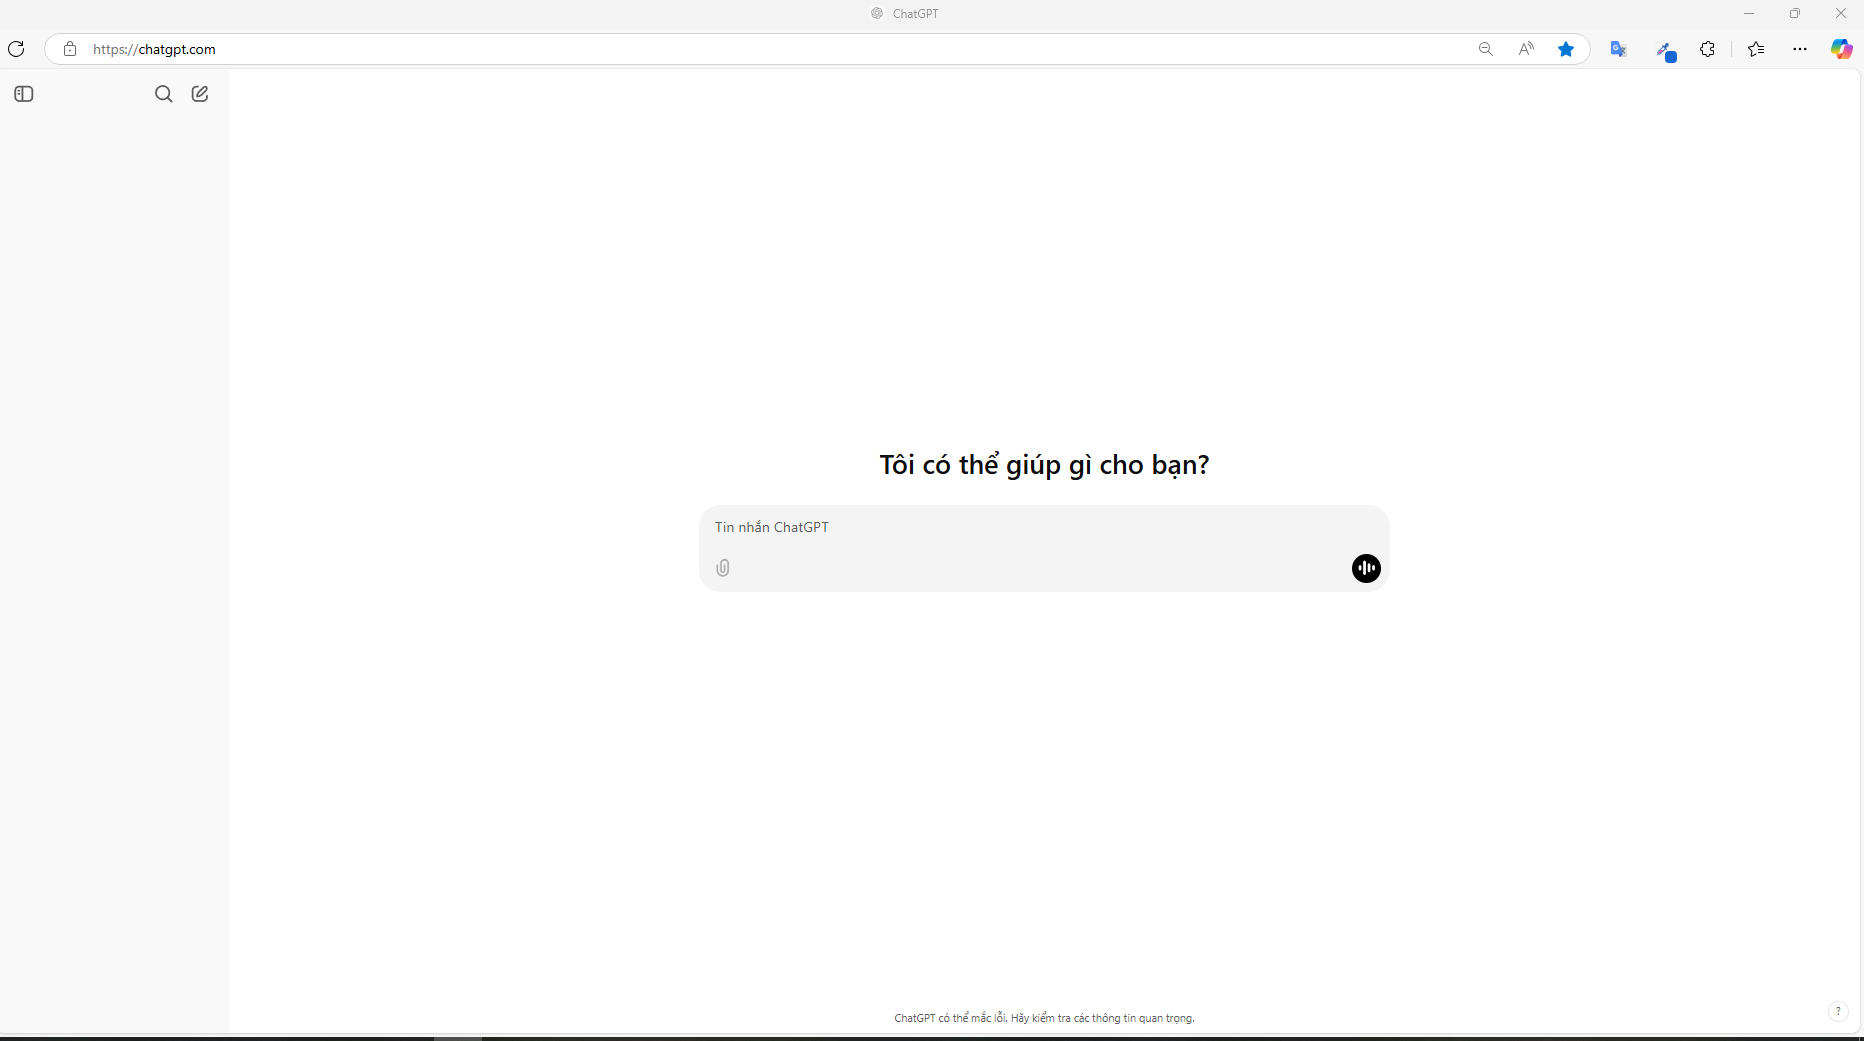 ChatGPT
https://chatgpt.com
Tôi có thể giúp gì cho bạn?
Tin nhắn ChatGPT
ChatGPT có thể mắc lỗi. Hãy kiểm tra các thông tin quan trọng.
?